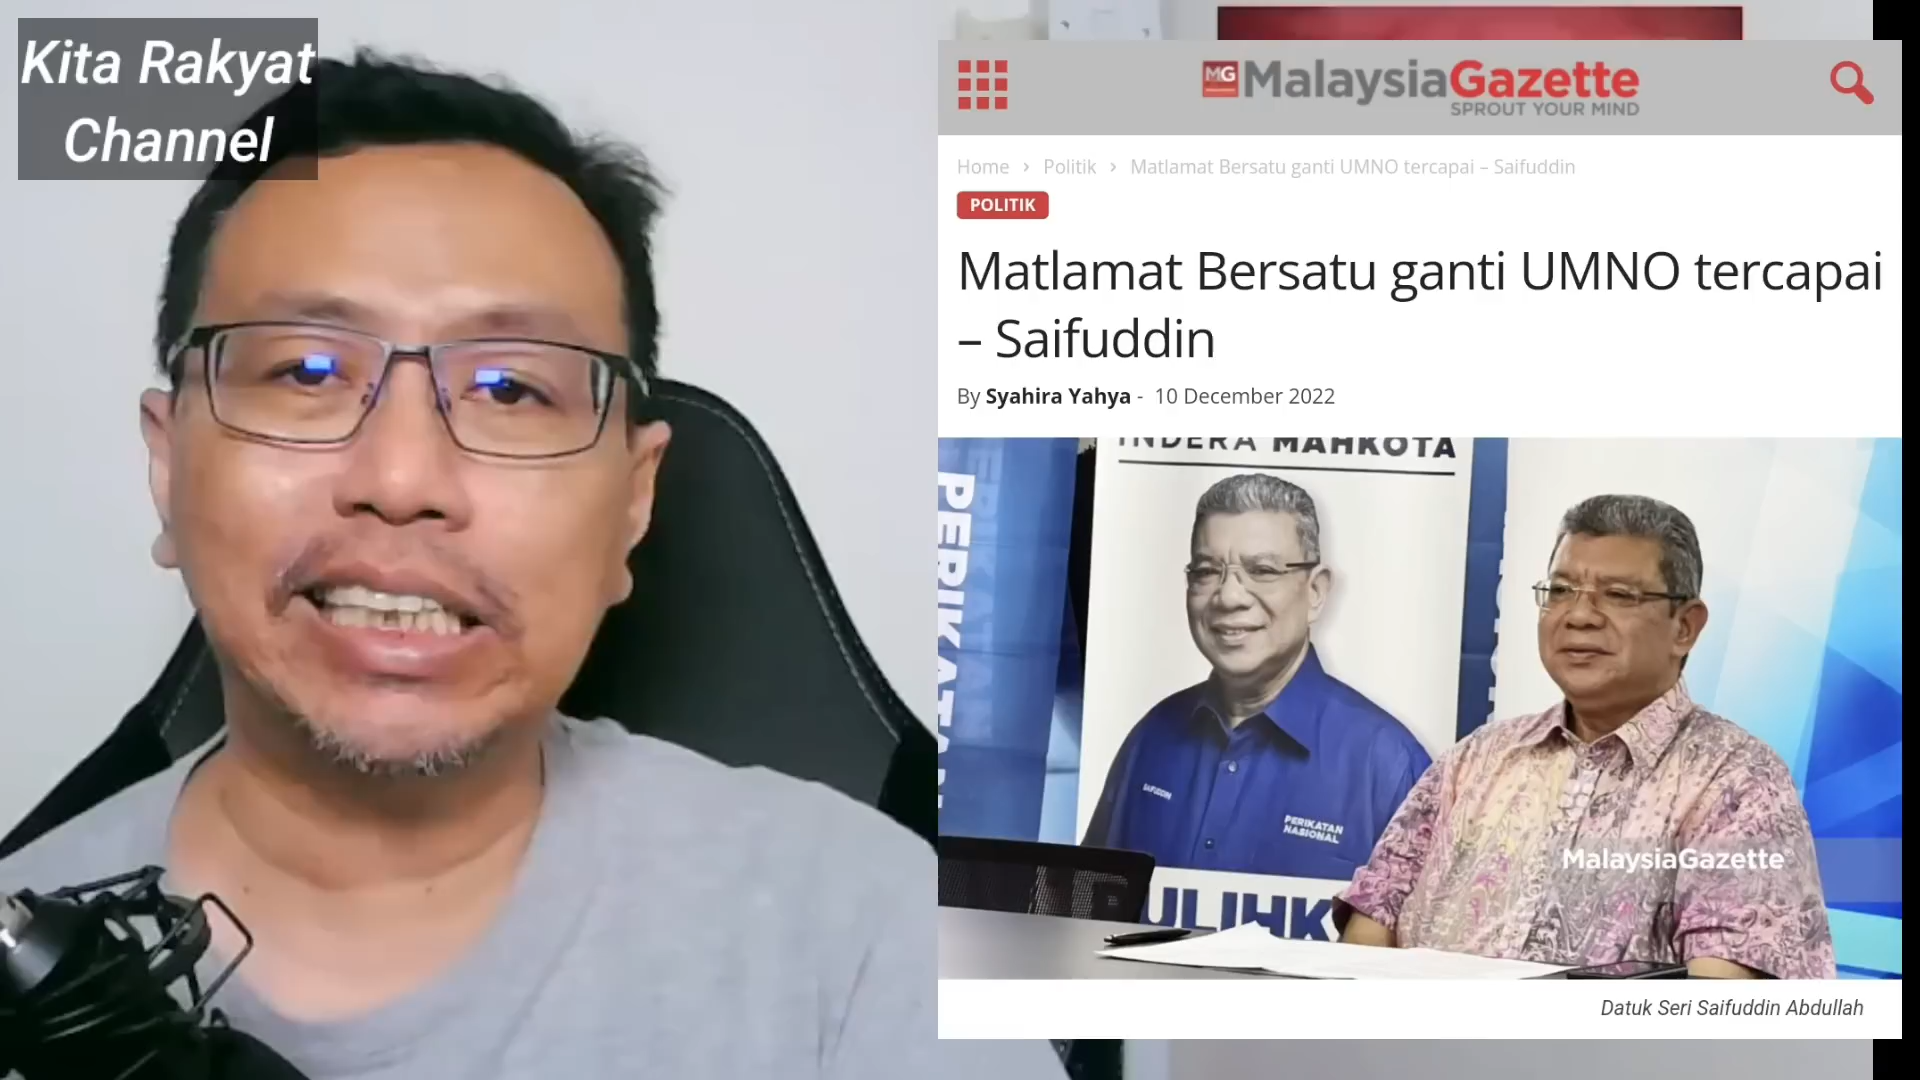 Kita Rakyat
Channel
MG MalaysiaGazette
SPROUT YOUR MIND
Home › Politik › Matlamat Bersatu ganti UMNO tercapai – Saifuddin
POLITIK
Matlamat Bersatu ganti UMNO tercapai
– Saifuddin
By Syahira Yahya - 10 December 2022
INDERA MAHKOTA
PERIKATAN
SAIFUDDIN
PERIKATAN
NASIONAL
MalaysiaGazette
Datuk Seri Saifuddin Abdullah